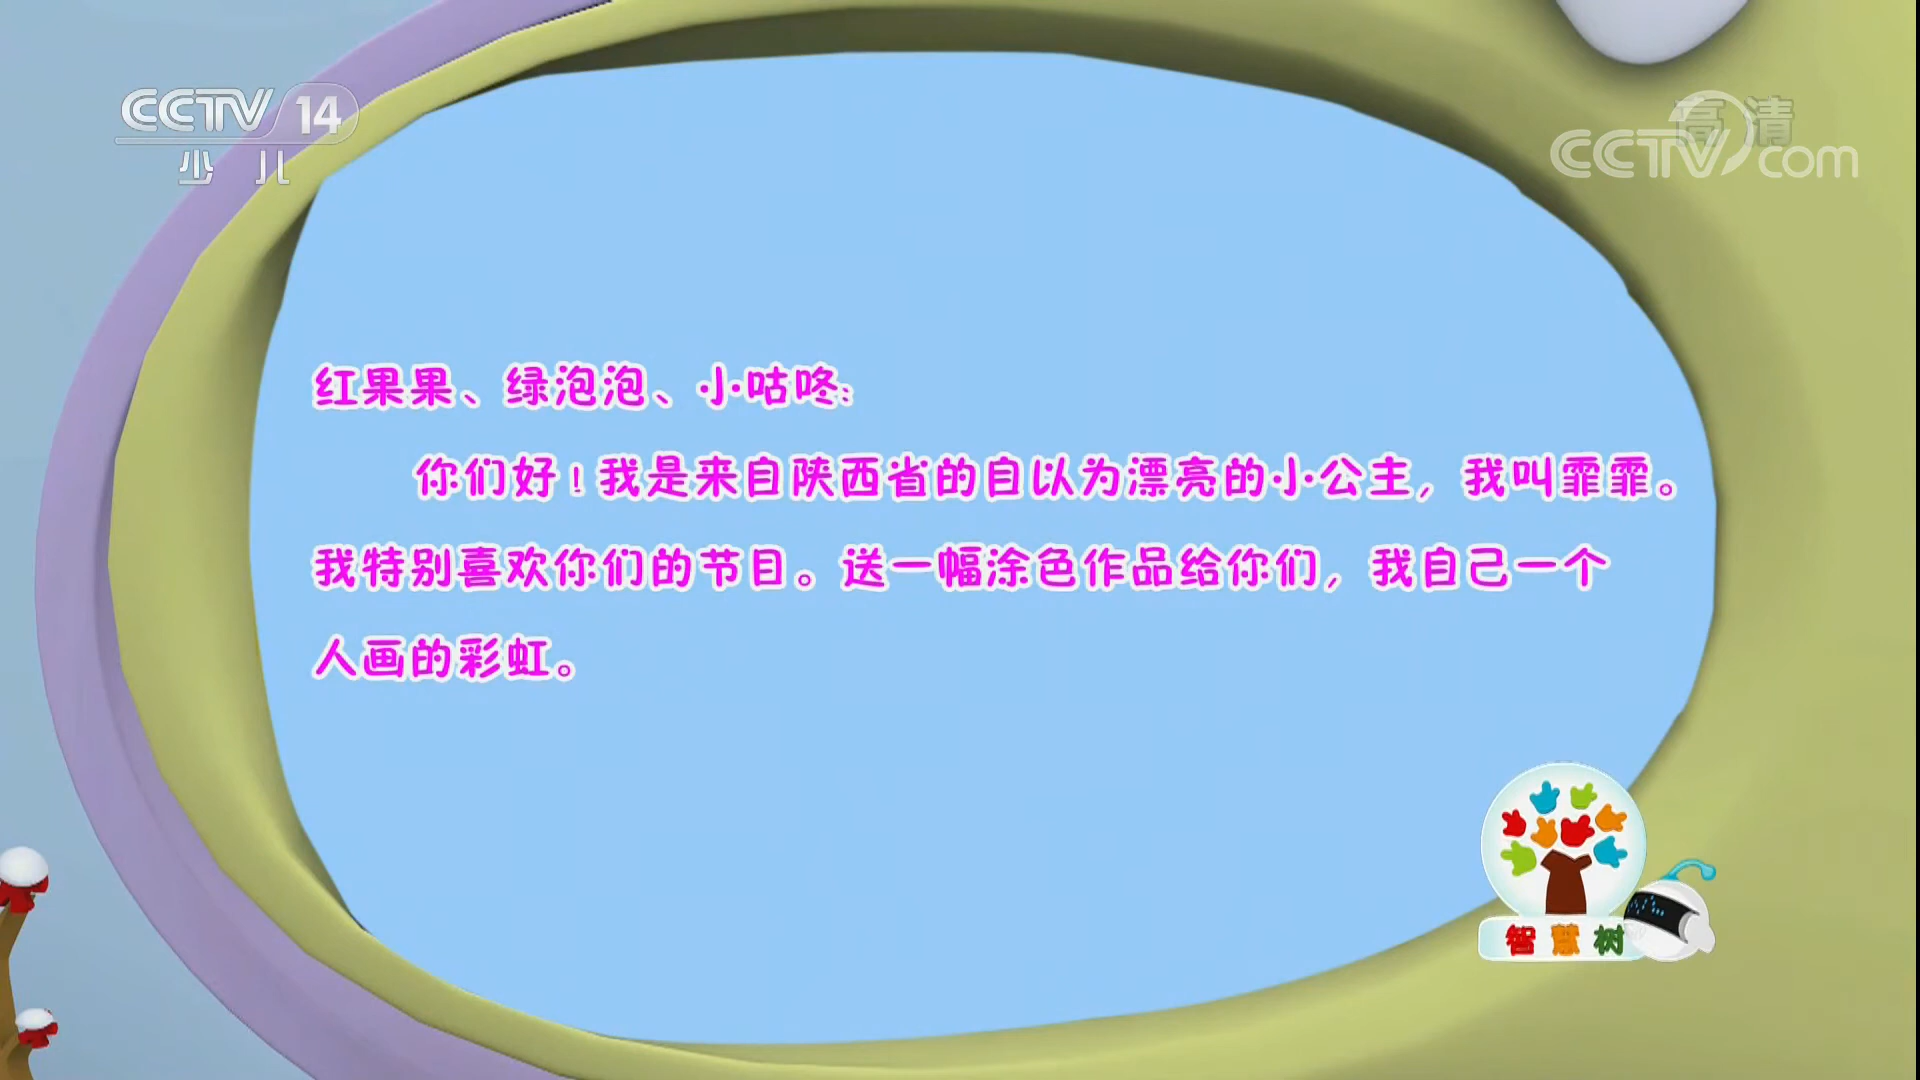 CCTV 14
少儿
高清
CCTV.com
红果果、绿泡泡、小咕咚:
你们好!我是来自陕西省的自以为漂亮的小公主,我叫霏霏。
我特别喜欢你们的节目。送一幅涂色作品给你们,我自己一个
人画的彩虹。
智慧树